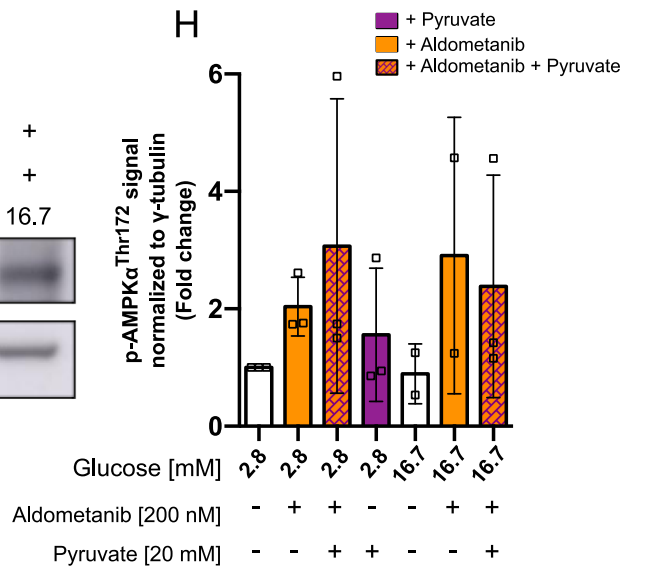 H
+ Pyruvate
+ Aldometanib
+ Aldometanib + Pyruvate
+
+
16.7
p-AMPKαThr172 signal
normalized to γ-tubulin
(Fold change)
6
4
2
0
Glucose [mM] 2.8 2.8 2.8 2.8 16.7 16.7 16.7
Aldometanib [200 nM] - + + - - + +
Pyruvate [20 mM] - - + + - - +